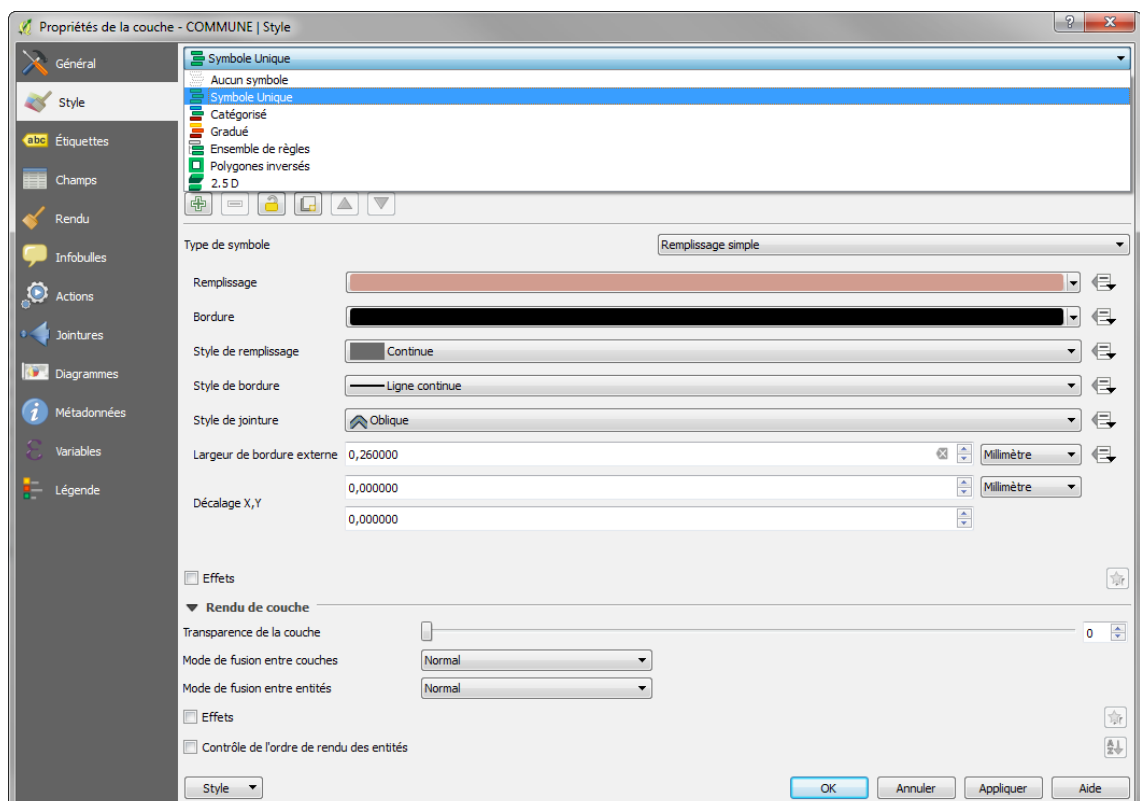 Propriétés de la couche - COMMUNE | Style
Général
Style
abc Étiquettes
Champs
Rendu
Infobulles
Actions
Jointures
Diagrammes
Métadonnées
Variables
Légende
Symbole Unique
Aucun symbole
Symbole Unique
Catégorisé
Gradué
Ensemble de règles
Polygones inversés
2.5 D
Type de symbole Remplissage simple
Remplissage
Bordure
Style de remplissage Continue
Style de bordure Ligne continue
Style de jointure Oblique
Largeur de bordure externe 0,260000 Millimètre
Décalage X,Y 0,000000 Millimètre
0,000000
Effets
Rendu de couche
Transparence de la couche 0
Mode de fusion entre couches Normal
Mode de fusion entre entités Normal
Effets
Contrôle de l'ordre de rendu des entités
Style OK Annuler Appliquer Aide